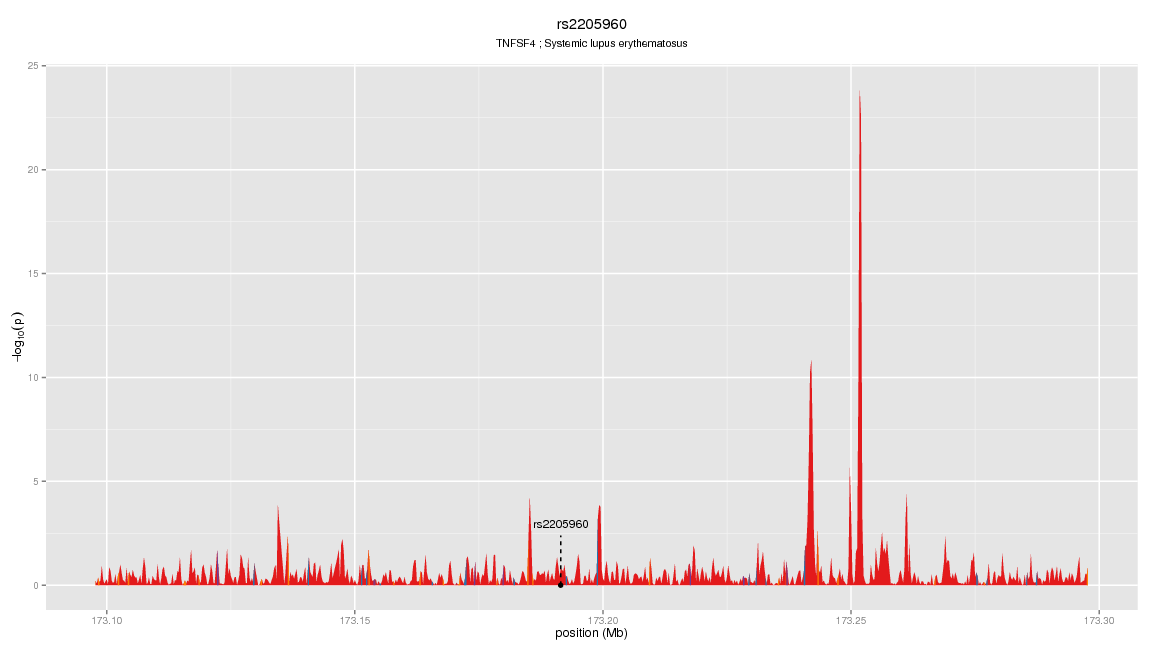 rs2205960
TNFSF4 ; Systemic lupus erythematosus
25
20
15
10
5
0
−log10(p)
rs2205960
173.10
173.15
173.20
173.25
173.30
position (Mb)